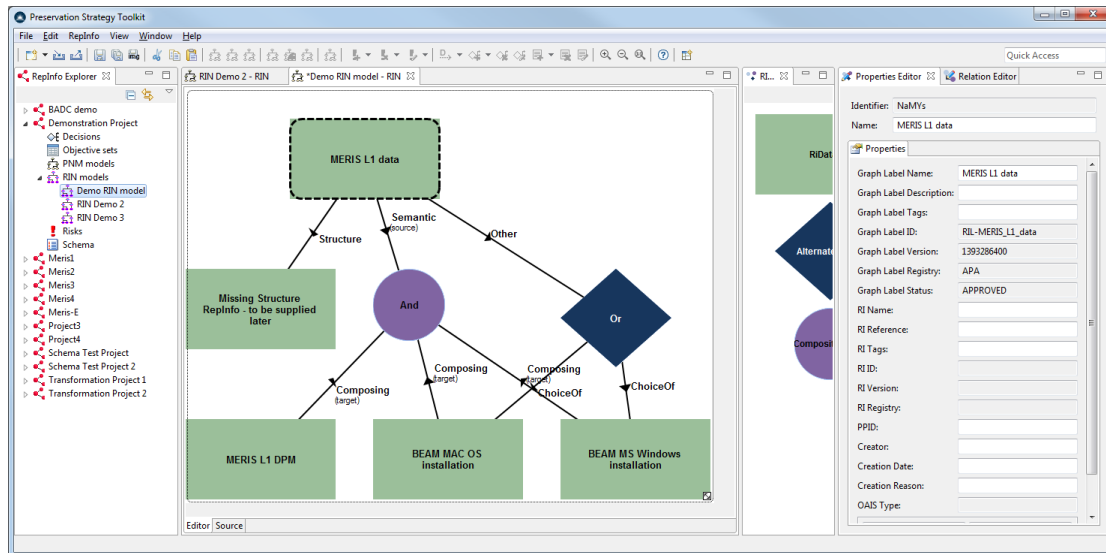 Preservation Strategy Toolkit
File Edit RepInfo View Window Help
Quick Access
RepInfo Explorer
BADC demo
Demonstration Project
Decisions
Objective sets
PNM models
RIN models
Demo RIN model
RIN Demo 2
RIN Demo 3
Risks
Schema
Meris1
Meris2
Meris3
Meris4
Meris-E
Project3
Project4
Schema Test Project
Schema Test Project 2
Transformation Project 1
Transformation Project 2
RIN Demo 2 - RIN
*Demo RIN model - RIN
MERIS L1 data
Structure
Semantic
(source)
Other
Missing Structure
RepInfo - to be supplied
later
And
Or
Composing
(target)
Composing
(target)
Composing
(target)
ChoiceOf
ChoiceOf
MERIS L1 DPM
BEAM MAC OS
installation
BEAM MS Windows
installation
Editor Source
RI...
RiData
Alternate
Composit
Properties Editor
Relation Editor
Identifier: NaMYs
Name: MERIS L1 data
Properties
Graph Label Name: MERIS L1 data
Graph Label Description:
Graph Label Tags:
Graph Label ID: RIL-MERIS_L1_data
Graph Label Version: 1393286400
Graph Label Registry: APA
Graph Label Status: APPROVED
RI Name:
RI Reference:
RI Tags:
RI ID:
RI Version:
RI Registry:
PPID:
Creator:
Creation Date:
Creation Reason:
OAIS Type: